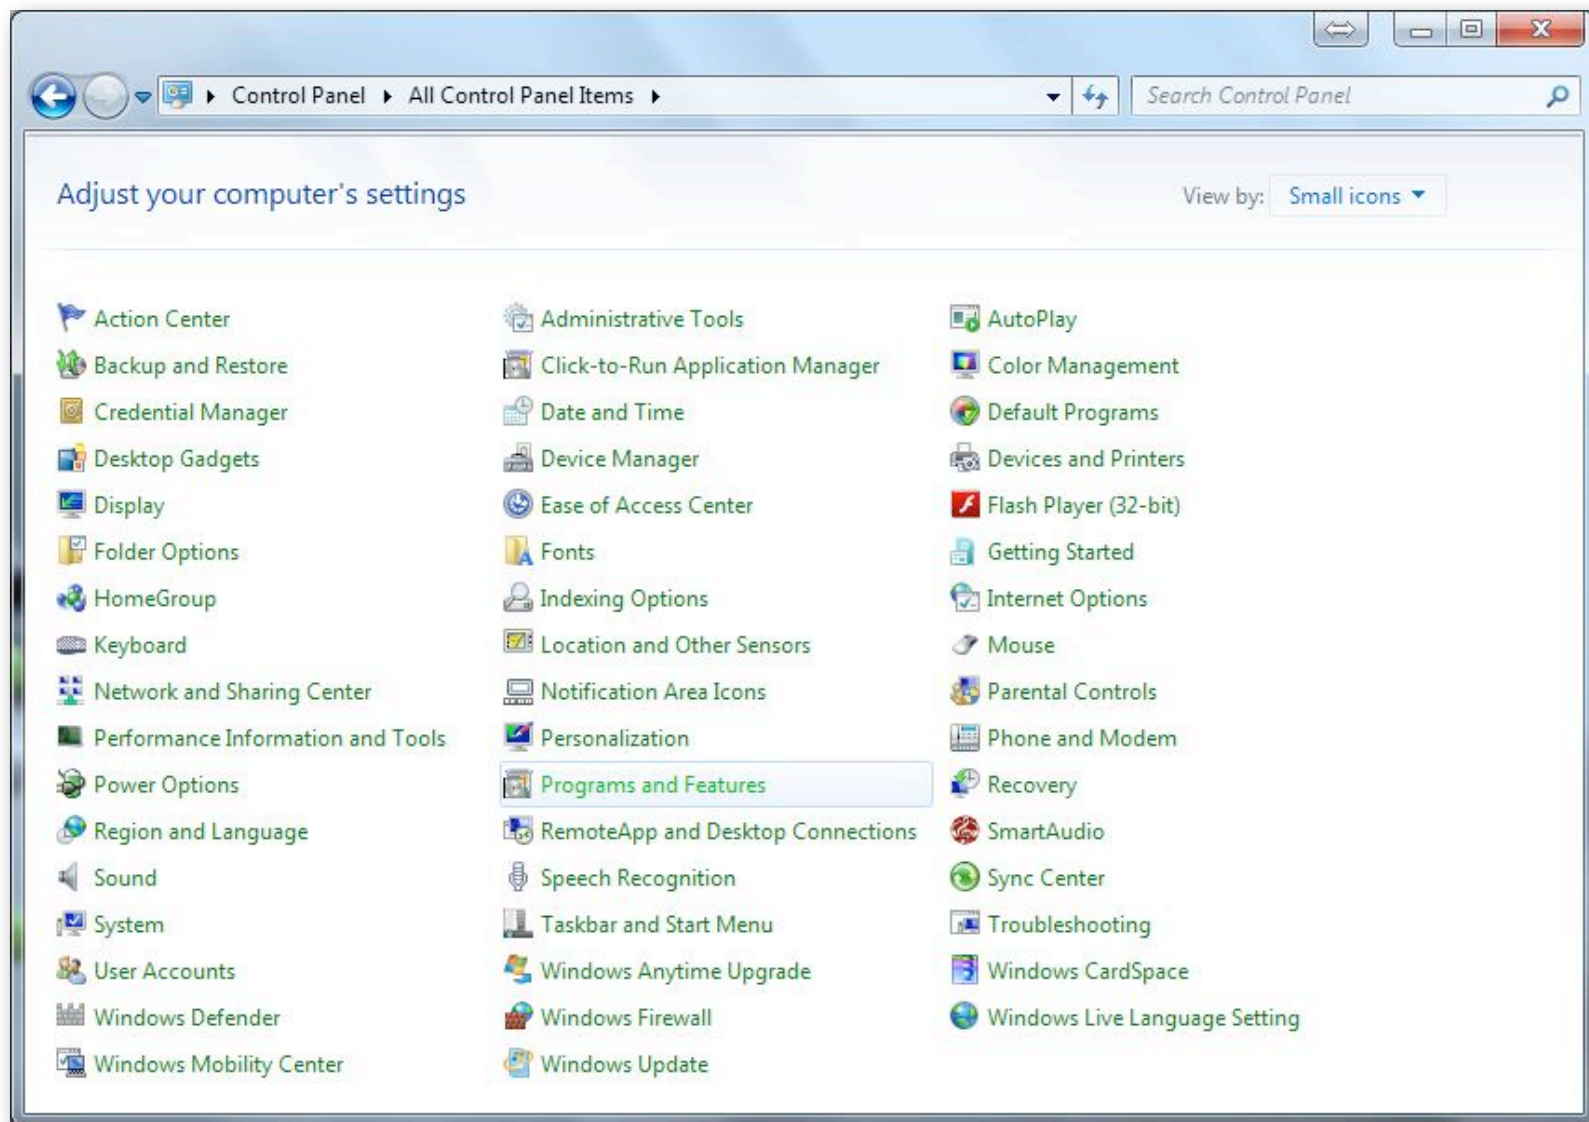 Control Panel All Control Panel Items
Search Control Panel
Adjust your computer's settings
View by: Small icons
Action Center
Administrative Tools
AutoPlay
Backup and Restore
Click-to-Run Application Manager
Color Management
Credential Manager
Date and Time
Default Programs
Desktop Gadgets
Device Manager
Devices and Printers
Display
Ease of Access Center
Flash Player (32-bit)
Folder Options
Fonts
Getting Started
HomeGroup
Indexing Options
Internet Options
Keyboard
Location and Other Sensors
Mouse
Network and Sharing Center
Notification Area Icons
Parental Controls
Performance Information and Tools
Personalization
Phone and Modem
Power Options
Programs and Features
Recovery
Region and Language
RemoteApp and Desktop Connections
SmartAudio
Sound
Speech Recognition
Sync Center
System
Taskbar and Start Menu
Troubleshooting
User Accounts
Windows Anytime Upgrade
Windows CardSpace
Windows Defender
Windows Firewall
Windows Live Language Setting
Windows Mobility Center
Windows Update